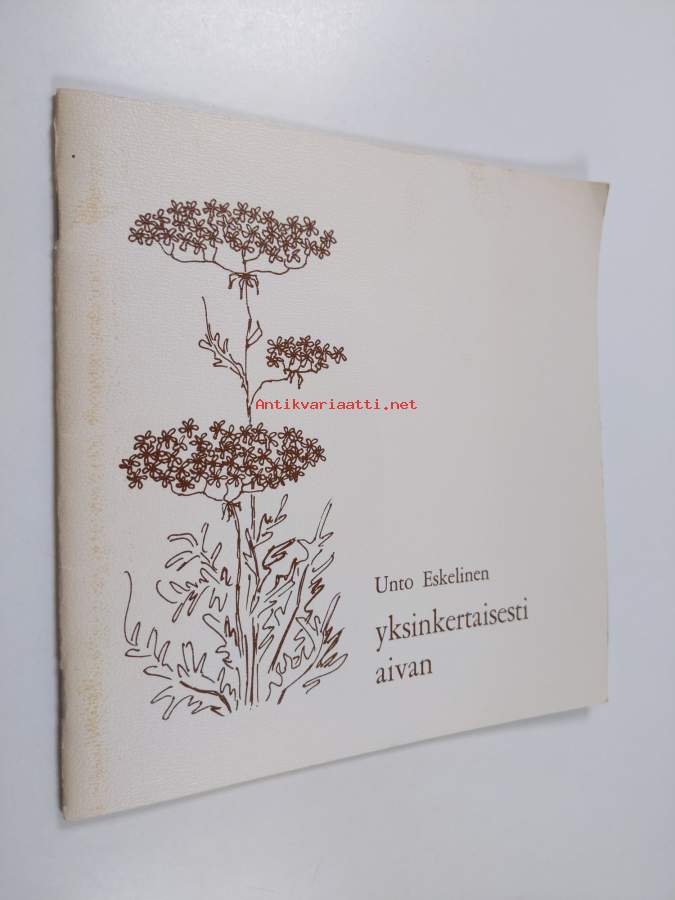 Antikvariaatti.net
Unto Eskelinen
yksinkertaisesti
aivan